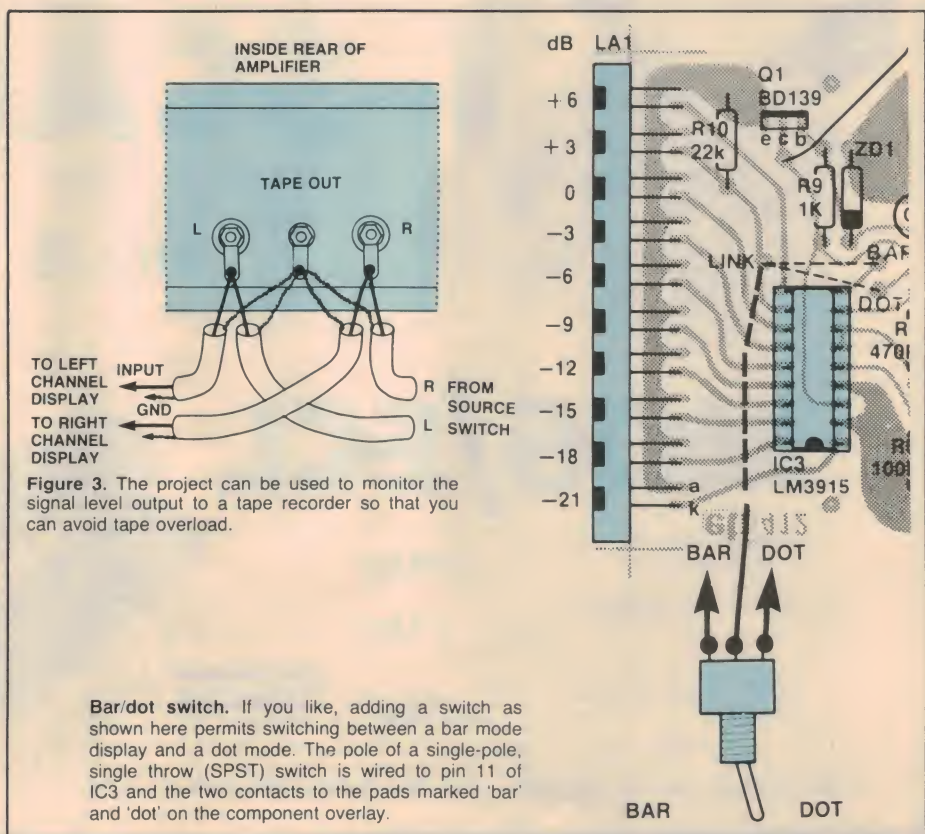 INSIDE REAR OF
AMPLIFIER
TAPE OUT
L
R
TO LEFT
CHANNEL
DISPLAY
INPUT
GND
TO RIGHT
CHANNEL
DISPLAY
R FROM
SOURCE
L SWITCH
Figure 3. The project can be used to monitor the
signal level output to a tape recorder so that you
can avoid tape overload.
dB LA1
+6
+3
0
−3
−6
−9
−12
−15
−18
−21
Q1
BD139
e c b
R10
22k
ZD1
R9
1K
LINK
DOT
IC3
LM3915
a
k
BAR DOT
Bar/dot switch. If you like, adding a switch as
shown here permits switching between a bar mode
display and a dot mode. The pole of a single-pole,
single throw (SPST) switch is wired to pin 11 of
IC3 and the two contacts to the pads marked 'bar'
and 'dot' on the component overlay.
BAR DOT